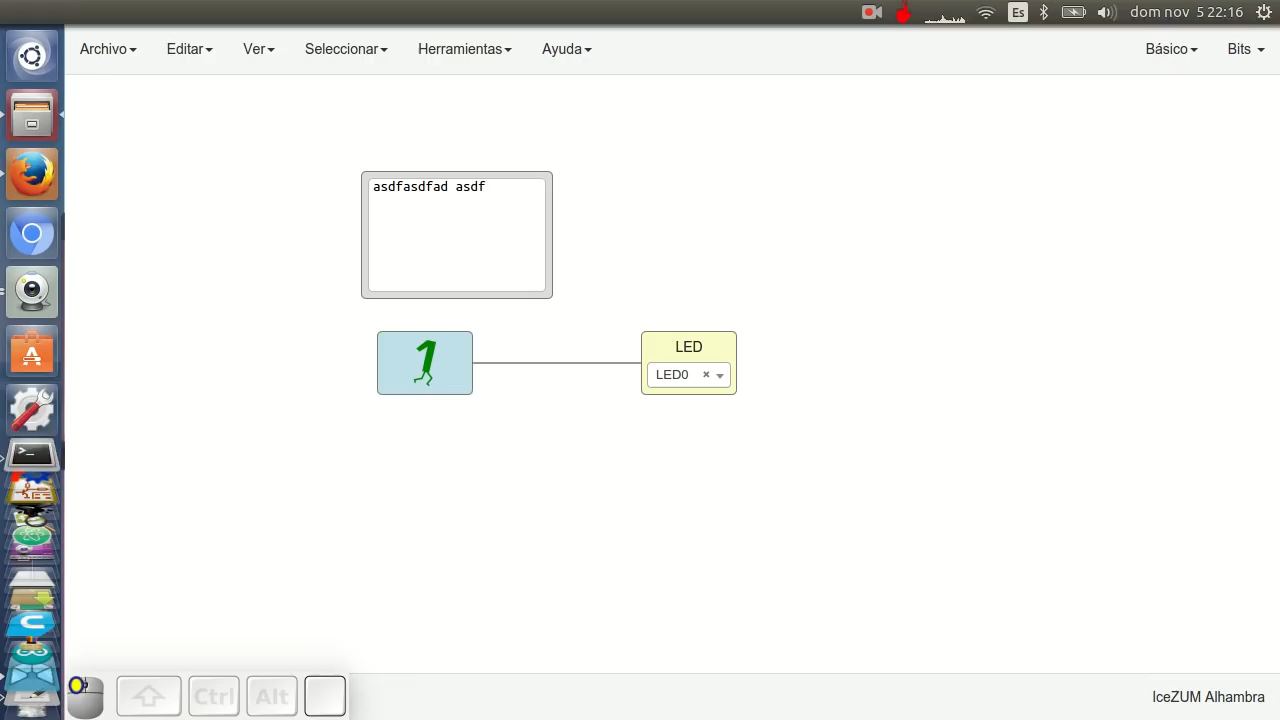 Es dom nov 5 22:16
Archivo Editar Ver Seleccionar Herramientas Ayuda Básico Bits
asdfasdfad asdf
1
LED
LED0
Ctrl Alt
IceZUM Alhambra